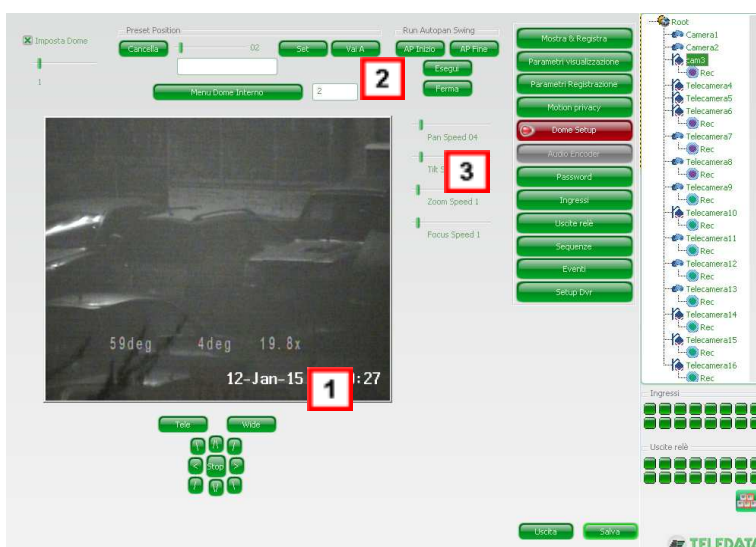 Imposta Dome
1
Preset Position
Cancella
02
Set
Vai A
Menu Dome Interno
2
2
Run Autopan Swing
AP Inizio
AP Fine
Esegui
Ferma
Pan Speed 04
3
Zoom Speed 1
Focus Speed 1
59deg 4deg 19.8x
12-Jan-15 :27
1
Tele
Wide
<
Stop
>
Mostra & Registra
Parametri visualizzazione
Parametri Registrazione
Motion privacy
Dome Setup
Audio Encoder
Password
Ingressi
Uscite relè
Sequenze
Eventi
Setup Dvr
Uscita
Salva
Root
Camera1
Camera2
cam3
Rec
Telecamera4
Telecamera5
Telecamera6
Rec
Telecamera7
Rec
Telecamera8
Rec
Telecamera9
Rec
Telecamera10
Rec
Telecamera11
Rec
Telecamera12
Rec
Telecamera13
Rec
Telecamera14
Rec
Telecamera15
Rec
Telecamera16
Rec
Ingressi
Uscite relè
TELEDATA